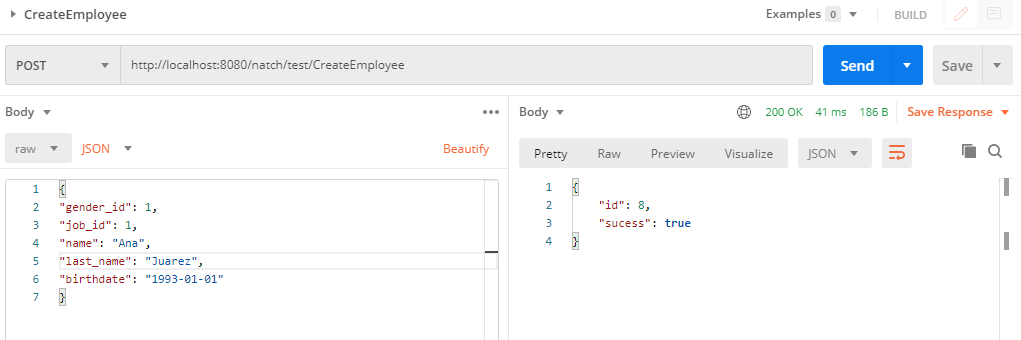 CreateEmployee
Examples 0
BUILD
POST
http://localhost:8080/natch/test/CreateEmployee
Send
Save
Body
raw
JSON
Beautify
1 {
2 "gender_id": 1,
3 "job_id": 1,
4 "name": "Ana",
5 "last_name": "Juarez",
6 "birthdate": "1993-01-01"
7 }
Body
200 OK 41 ms 186 B Save Response
Pretty Raw Preview Visualize JSON
1 {
2 "id": 8,
3 "sucess": true
4 }